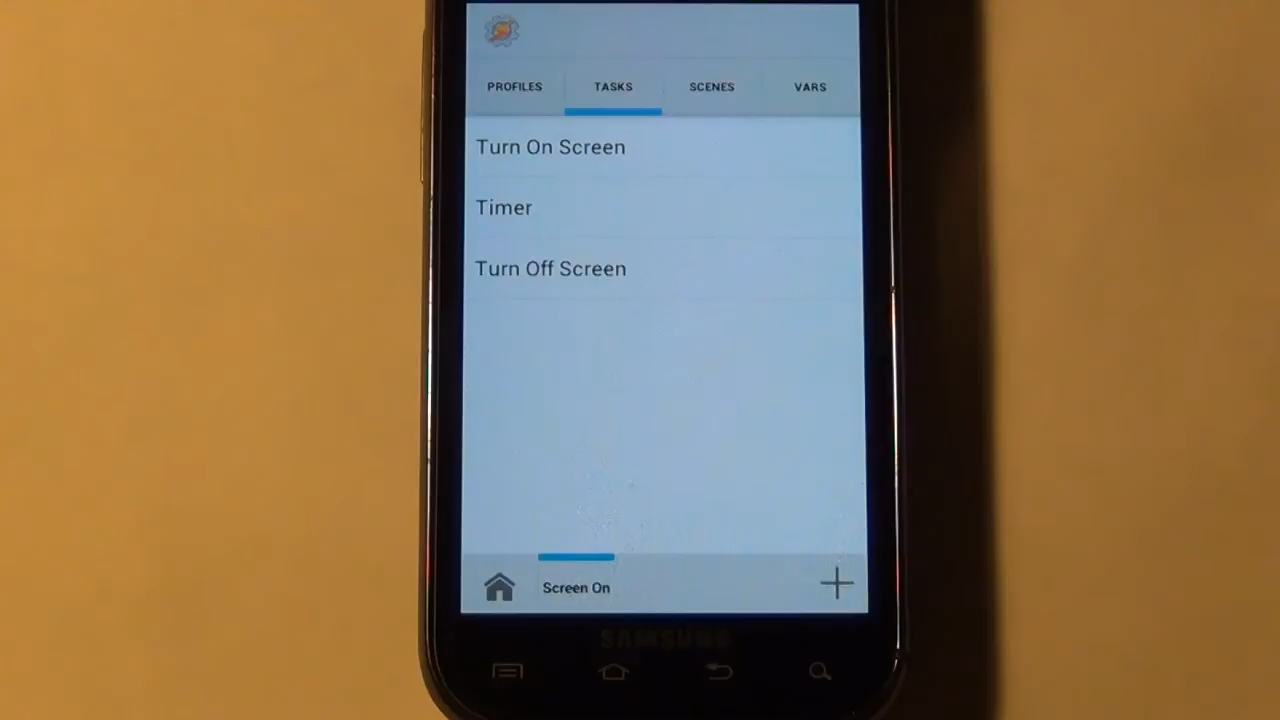 PROFILES TASKS SCENES VARS
Turn On Screen
Timer
Turn Off Screen
Screen On
SAMSUNG